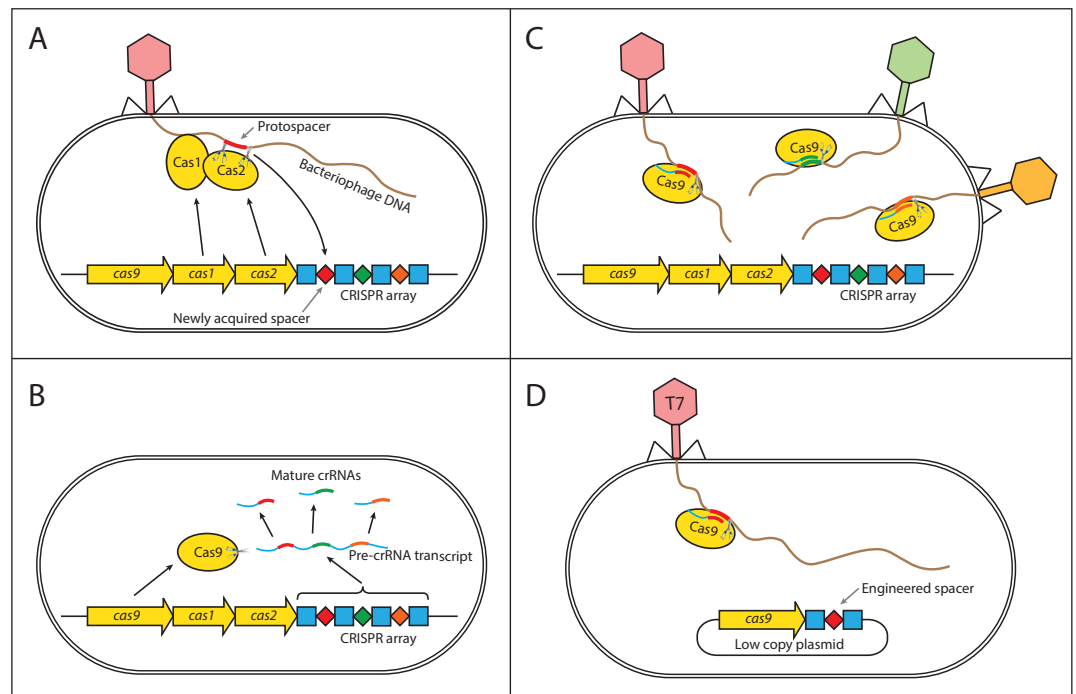 A
Protospacer
Cas1
Cas2
Bacteriophage DNA
cas9
cas1
cas2
CRISPR array
Newly acquired spacer
C
Cas9
Cas9
Cas9
cas9
cas1
cas2
CRISPR array
B
Mature crRNAs
Cas9
Pre-crRNA transcript
cas9
cas1
cas2
CRISPR array
D
T7
Cas9
Engineered spacer
cas9
Low copy plasmid